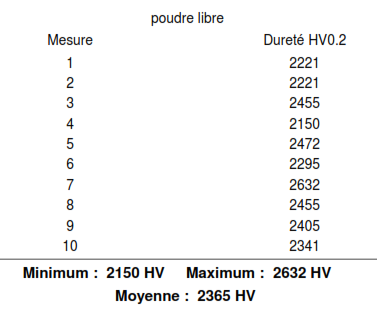 poudre libre
Mesure Dureté HV0.2
1 2221
2 2221
3 2455
4 2150
5 2472
6 2295
7 2632
8 2455
9 2405
10 2341
Minimum : 2150 HV Maximum : 2632 HV
Moyenne : 2365 HV